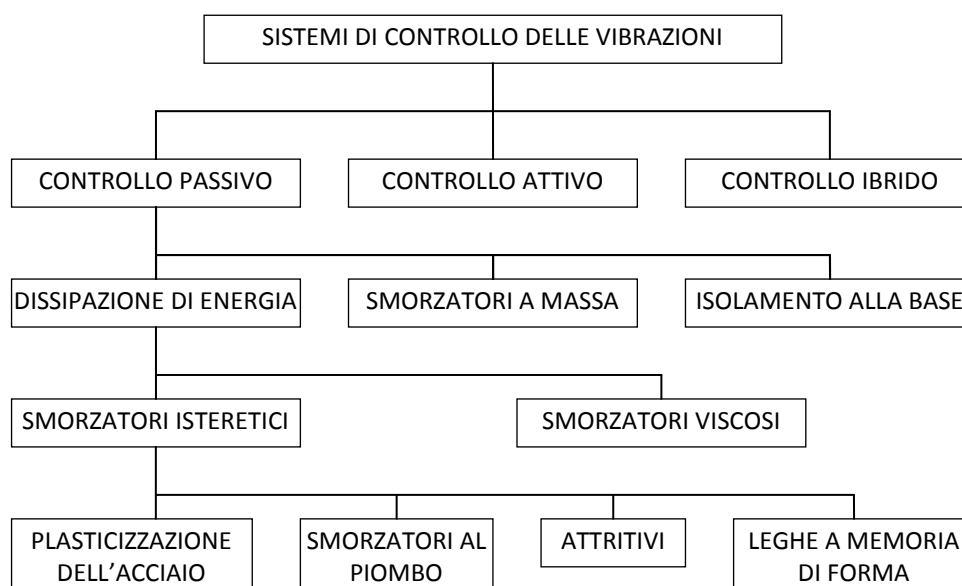 SISTEMI DI CONTROLLO DELLE VIBRAZIONI
CONTROLLO PASSIVO
CONTROLLO ATTIVO
CONTROLLO IBRIDO
DISSIPAZIONE DI ENERGIA
SMORZATORI A MASSA
ISOLAMENTO ALLA BASE
SMORZATORI ISTERETICI
SMORZATORI VISCOSI
PLASTICIZZAZIONE
DELL’ACCIAIO
SMORZATORI AL
PIOMBO
ATTRITIVI
LEGHE A MEMORIA
DI FORMA